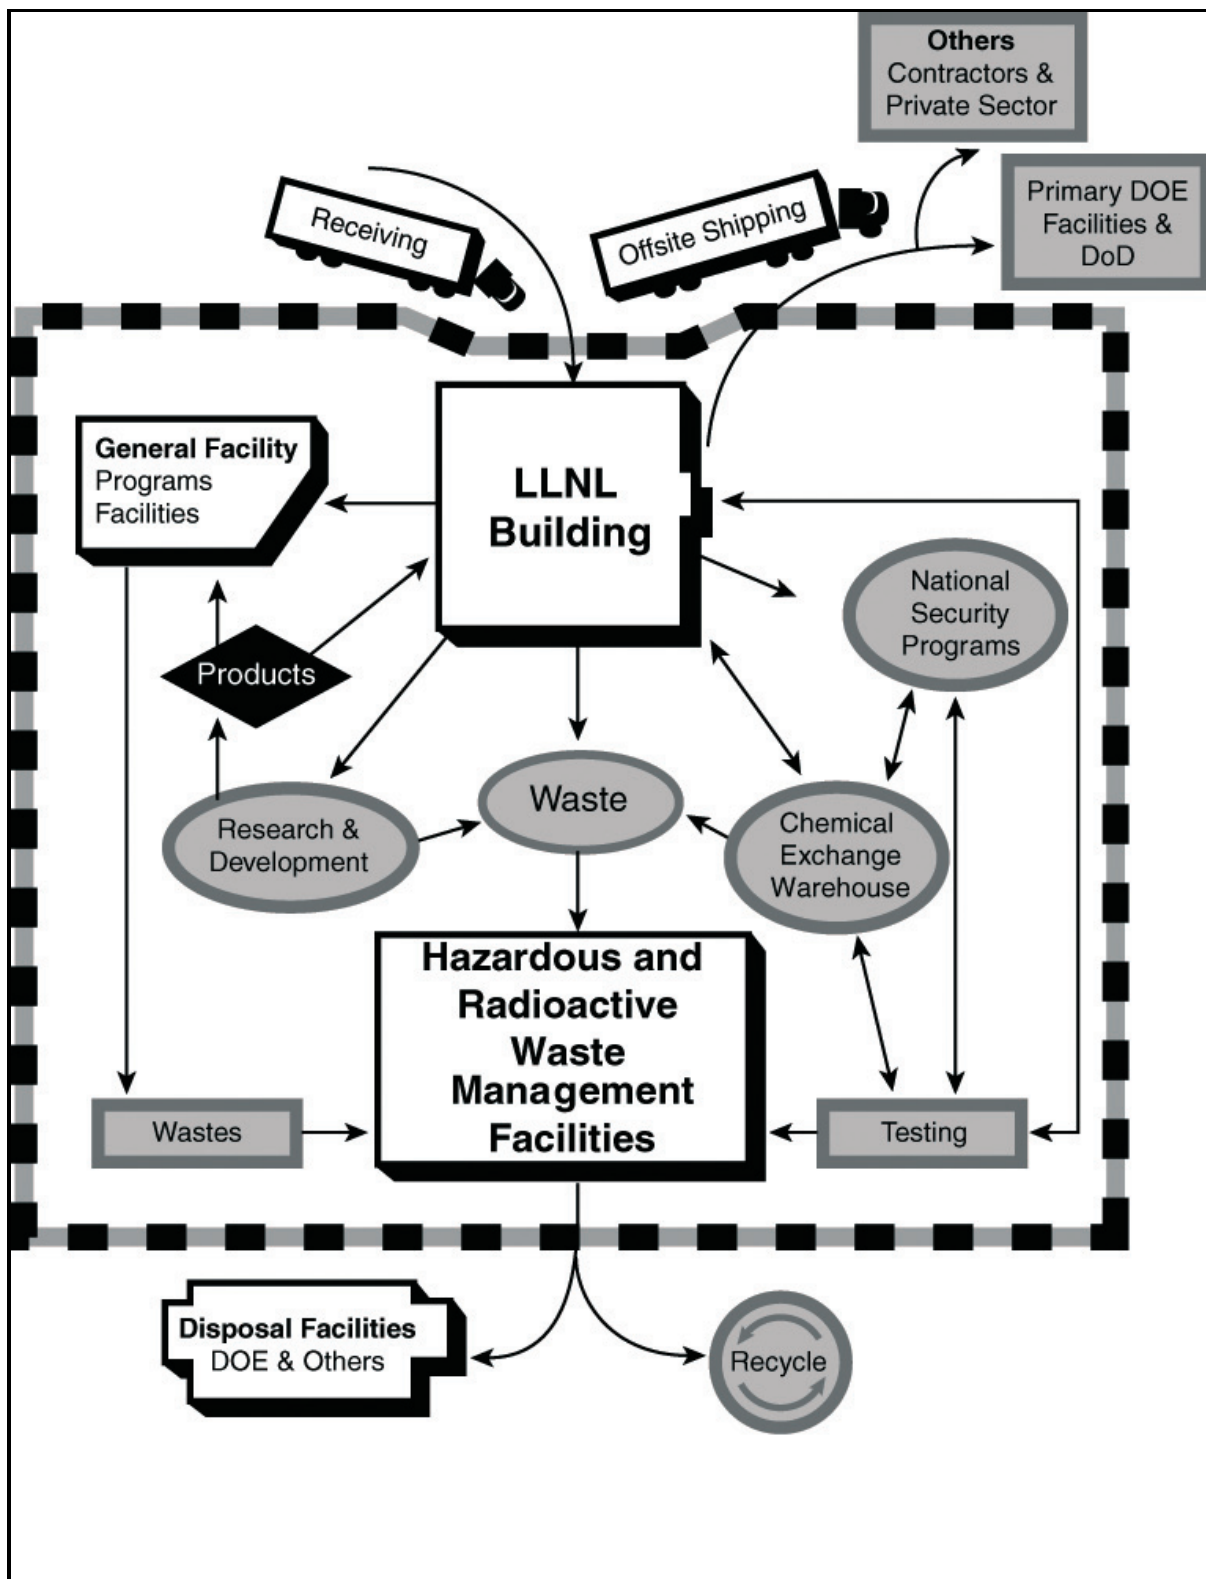 Others
Contractors &
Private Sector
Primary DOE
Facilities &
DoD
Receiving
Offsite Shipping
General Facility
Programs
Facilities
LLNL
Building
National
Security
Programs
Products
Research &
Development
Waste
Chemical
Exchange
Warehouse
Hazardous and
Radioactive
Waste
Management
Facilities
Wastes
Testing
Disposal Facilities
DOE & Others
Recycle